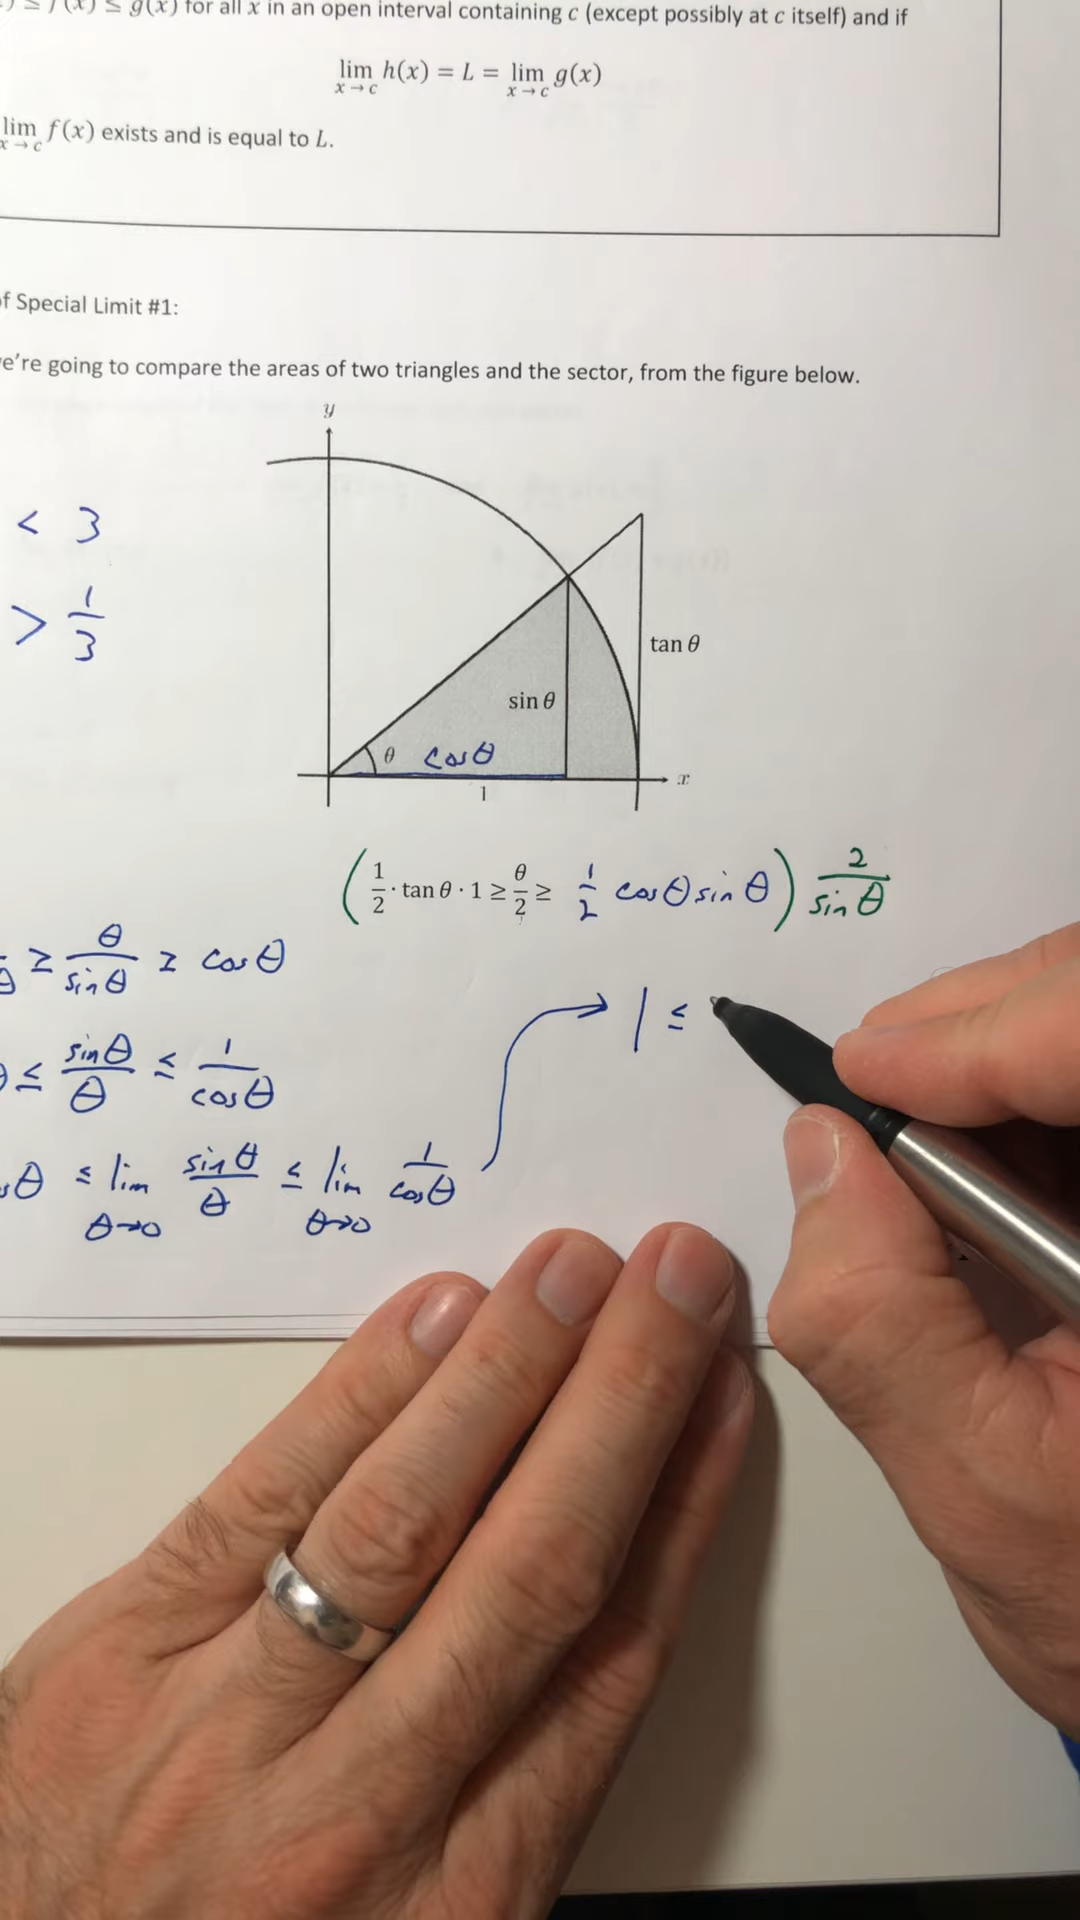 ≤ f(x) ≤ g(x) for all x in an open interval containing c (except possibly at c itself) and if
lim x→c h(x) = L = lim x→c g(x)
lim x→c f(x) exists and is equal to L.
of Special Limit #1:
e're going to compare the areas of two triangles and the sector, from the figure below.
y
< 3
> 1/3
tan θ
sin θ
θ cos θ
x
1
(1/2 · tan θ · 1 ≥ θ/2 ≥ 1/2 cos θ sin θ) 2/sin θ
≥ θ/sin θ ≥ cos θ
≤ sin θ/θ ≤ 1/cos θ
s θ ≤ lim θ→0 sin θ/θ ≤ lim θ→0 1/cos θ
→ 1 ≤